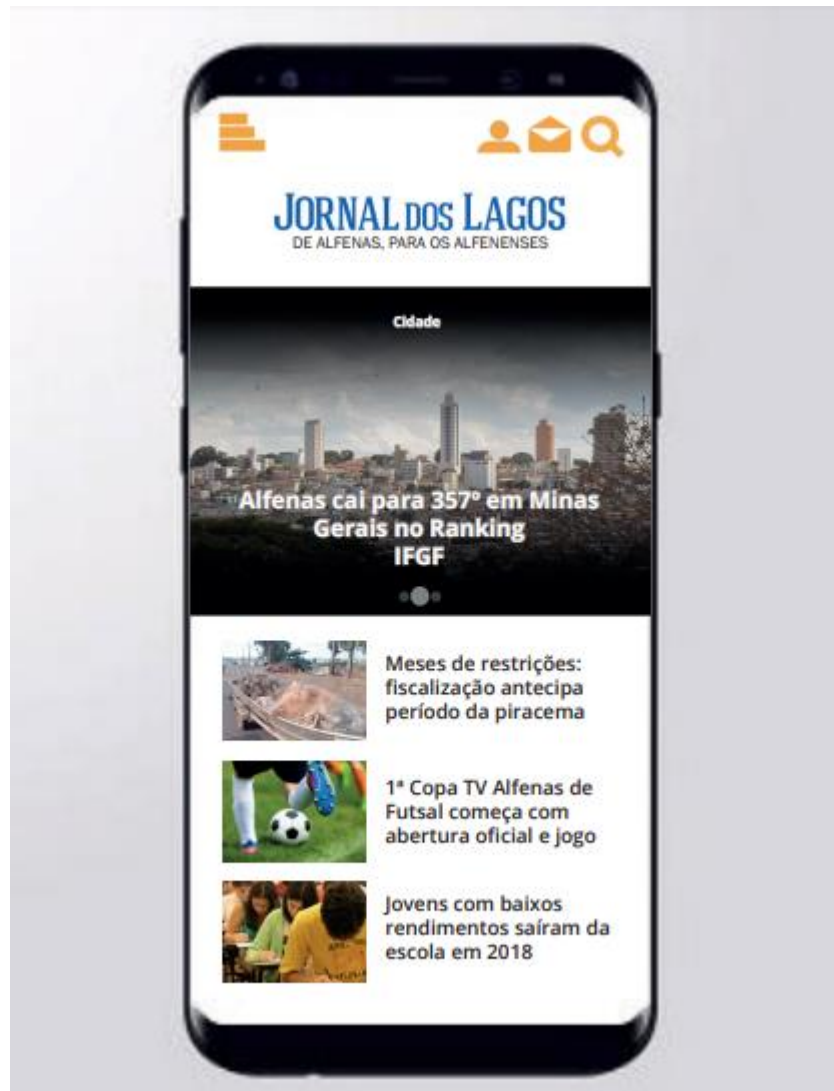 JORNAL DOS LAGOS
DE ALFENAS, PARA OS ALFENENSES
Cidade
Alfenas cai para 357º em Minas
Gerais no Ranking
IFGF
Meses de restrições:
fiscalização antecipa
período da piracema
1ª Copa TV Alfenas de
Futsal começa com
abertura oficial e jogo
Jovens com baixos
rendimentos saíram da
escola em 2018